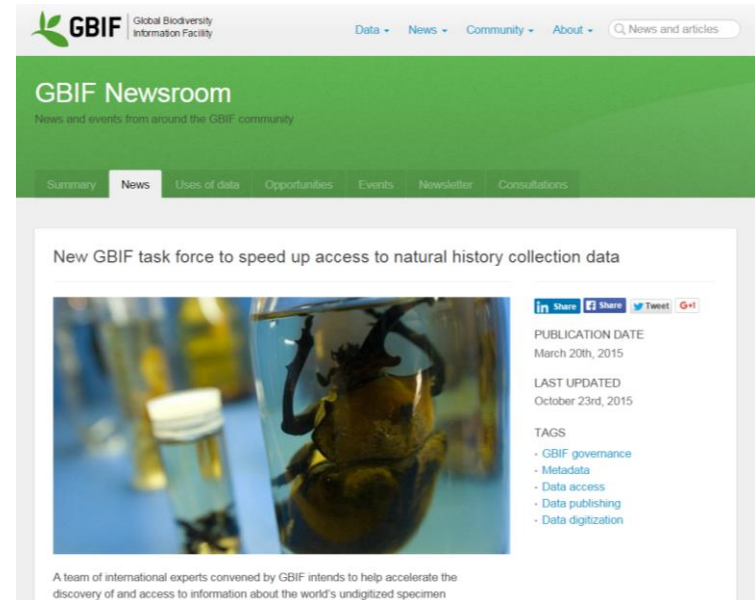 GBIF
Global Biodiversity
Information Facility
Data
News
Community
About
News and articles
GBIF Newsroom
News and events from around the GBIF community
Summary
News
Uses of data
Opportunities
Events
Newsletter
Consultations
New GBIF task force to speed up access to natural history collection data
in Share
f Share
Tweet
G+1
PUBLICATION DATE
March 20th, 2015
LAST UPDATED
October 23rd, 2015
TAGS
- GBIF governance
- Metadata
- Data access
- Data publishing
- Data digitization
A team of international experts convened by GBIF intends to help accelerate the
discovery of and access to information about the world's undigitized specimen